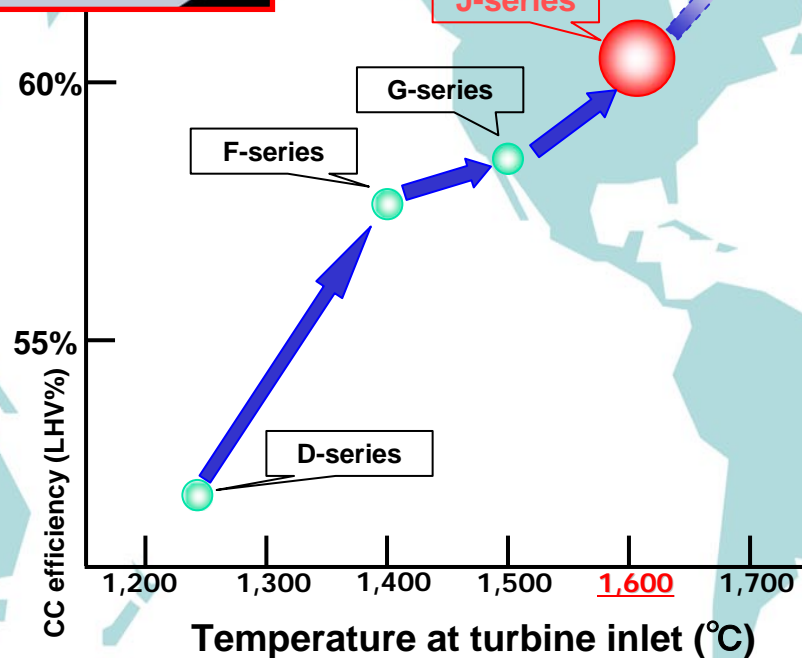 J-series
60%
G-series
F-series
55%
D-series
CC efficiency (LHV%)
1,200 1,300 1,400 1,500 1,600 1,700
Temperature at turbine inlet (℃)